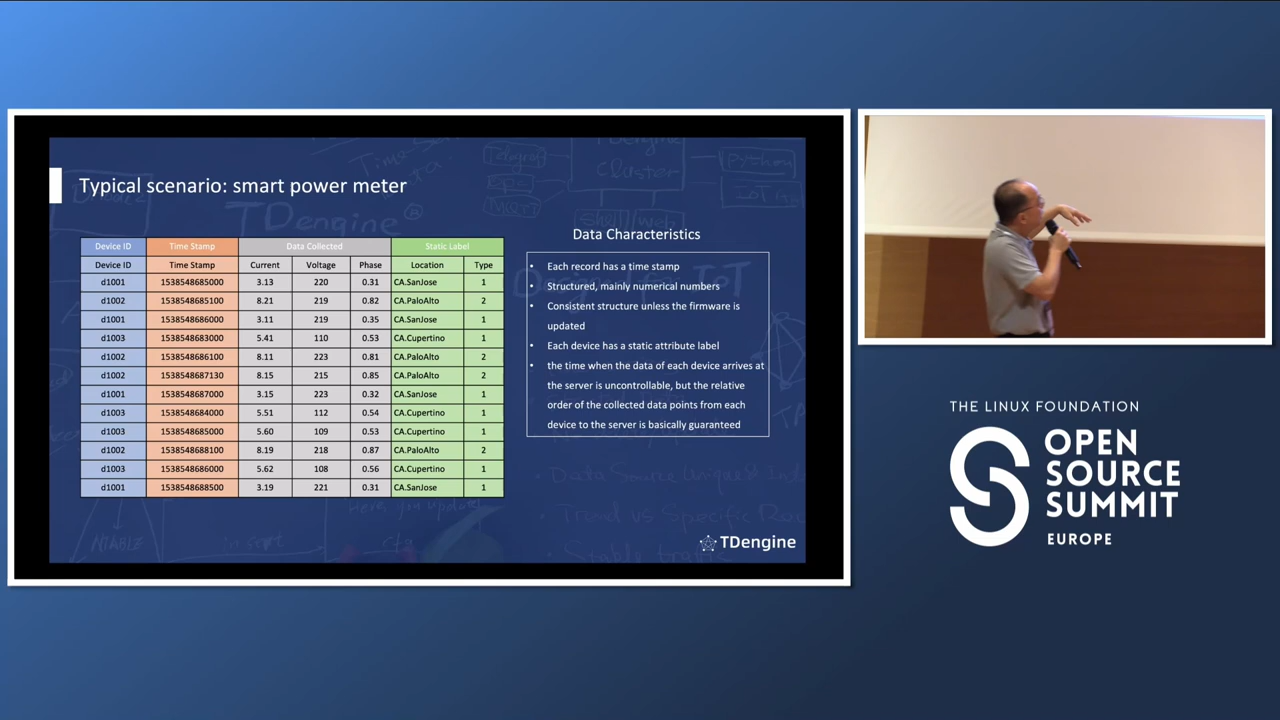 Typical scenario: smart power meter
Device ID Time Stamp Data Collected Static Label
Device ID Time Stamp Current Voltage Phase Location Type
d1001 1538548685000 3.13 220 0.31 CA.SanJose 1
d1002 1538548685100 8.21 219 0.82 CA.PaloAlto 2
d1001 1538548686000 3.11 219 0.35 CA.SanJose 1
d1003 1538548683000 5.41 110 0.53 CA.Cupertino 1
d1002 1538548686100 8.11 223 0.81 CA.PaloAlto 2
d1002 1538548687130 8.15 215 0.85 CA.PaloAlto 2
d1001 1538548687000 3.15 223 0.32 CA.SanJose 1
d1003 1538548684000 5.51 112 0.54 CA.Cupertino 1
d1003 1538548685000 5.60 109 0.53 CA.Cupertino 1
d1002 1538548688100 8.19 218 0.87 CA.PaloAlto 2
d1003 1538548686000 5.62 108 0.56 CA.Cupertino 1
d1001 1538548688500 3.19 221 0.31 CA.SanJose 1
Data Characteristics
• Each record has a time stamp
• Structured, mainly numerical numbers
• Consistent structure unless the firmware is
updated
• Each device has a static attribute label
• the time when the data of each device arrives at
the server is uncontrollable, but the relative
order of the collected data points from each
device to the server is basically guaranteed
TDengine
TDengine
Cluster
Data Source Unique &
Trend vs Specific
Stable traffic
THE LINUX FOUNDATION
OPEN
SOURCE
SUMMIT
EUROPE